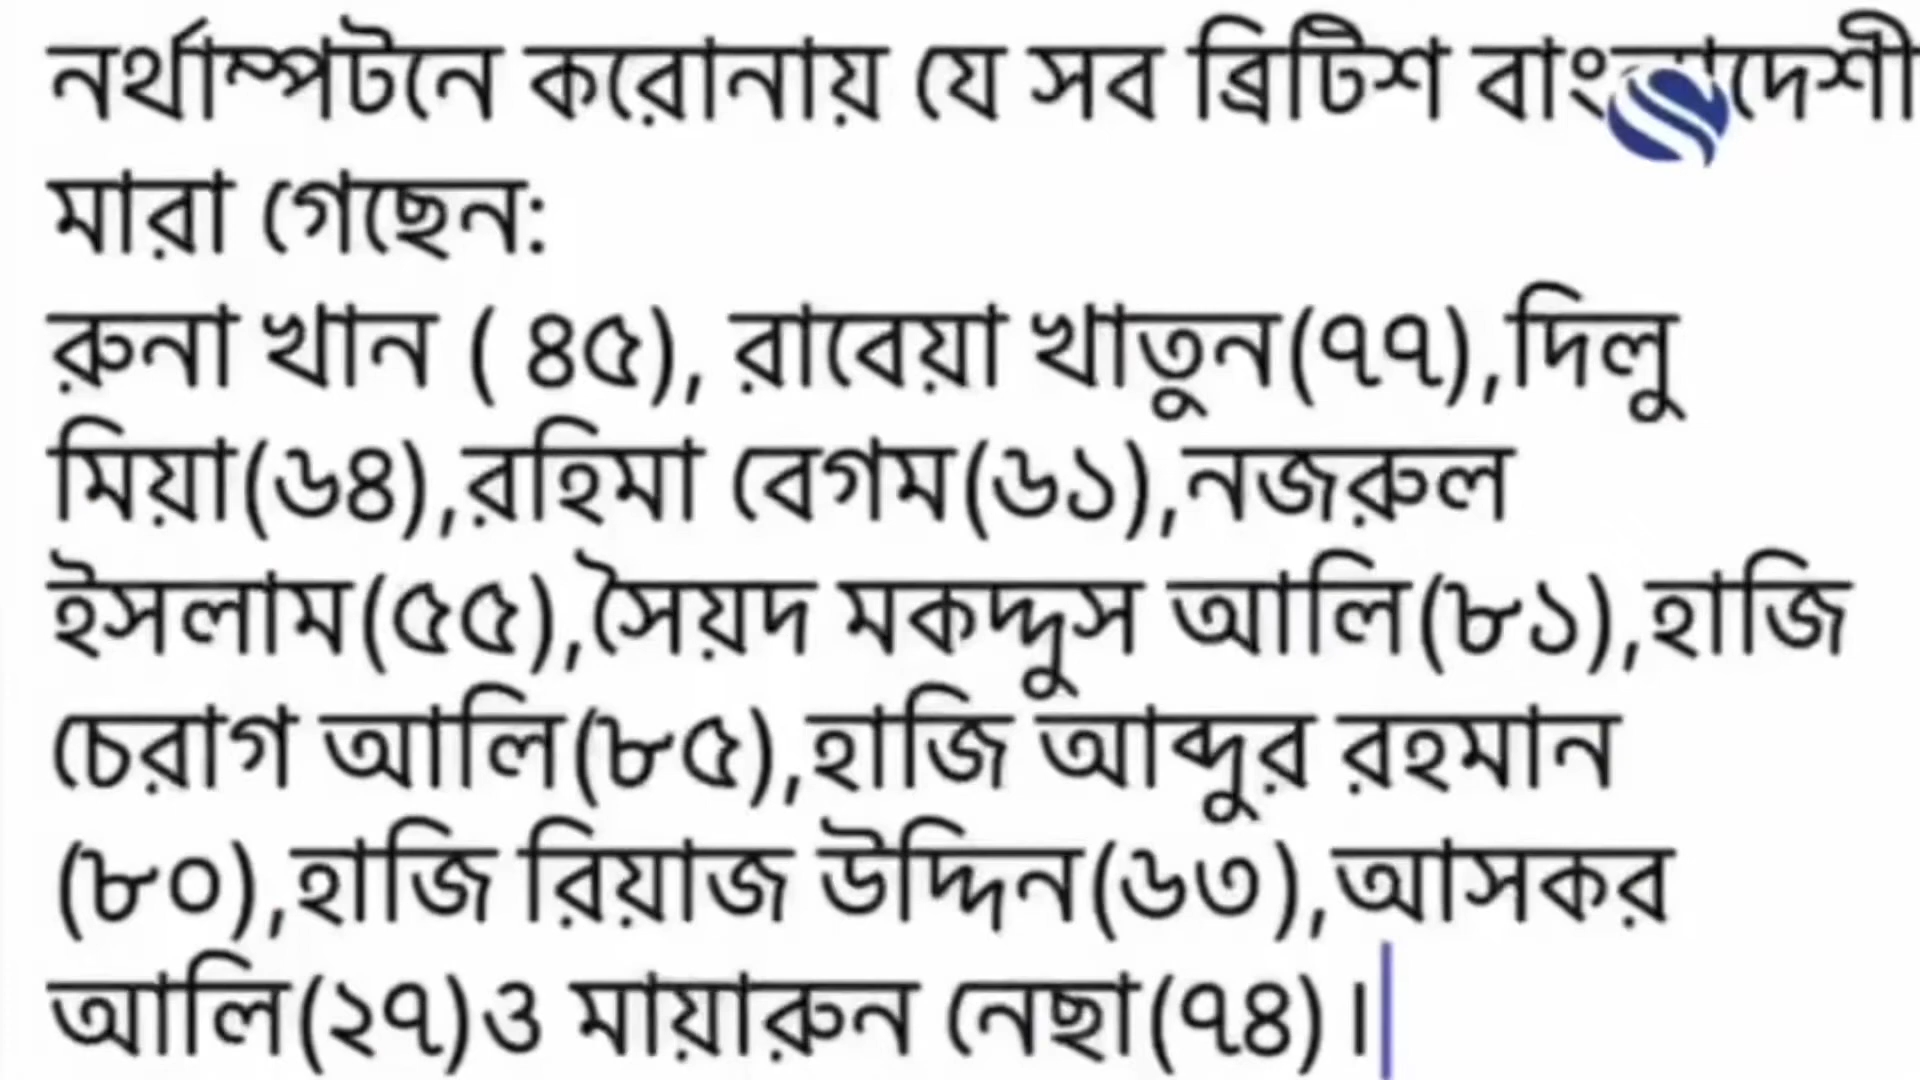 নর্থাম্পটনে করোনায় যে সব ব্রিটিশ বাংলাদেশী
মারা গেছেন:
রুনা খান ( ৪৫), রাবেয়া খাতুন(৭৭),দিলু
মিয়া(৬৪),রহিমা বেগম(৬১),নজরুল
ইসলাম(৫৫),সৈয়দ মকদ্দুস আলি(৮১),হাজি
চেরাগ আলি(৮৫),হাজি আব্দুর রহমান
(৮০),হাজি রিয়াজ উদ্দিন(৬৩),আসকর
আলি(২৭)ও মায়ারুন নেছা(৭৪)।